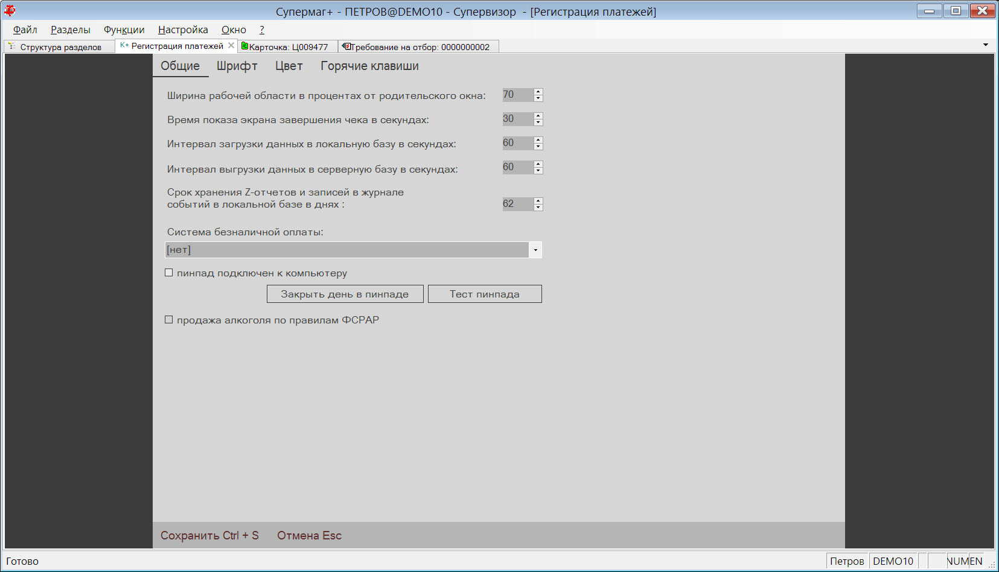 Супермаг+ - ПЕТРОВ@DEMO10 - Супервизор - [Регистрация платежей]
Файл Разделы Функции Настройка Окно ?
Структура разделов К+ Регистрация платежей Карточка: Ц009477 Требование на отбор: 0000000002
Общие Шрифт Цвет Горячие клавиши
Ширина рабочей области в процентах от родительского окна: 70
Время показа экрана завершения чека в секундах: 30
Интервал загрузки данных в локальную базу в секундах: 60
Интервал выгрузки данных в серверную базу в секундах: 60
Срок хранения Z-отчетов и записей в журнале
событий в локальной базе в днях : 62
Система безналичной оплаты:
[нет]
пинпад подключен к компьютеру
Закрыть день в пинпаде Тест пинпада
продажа алкоголя по правилам ФСРАР
Сохранить Ctrl + S Отмена Esc
Готово Петров DEMO10 NUM EN